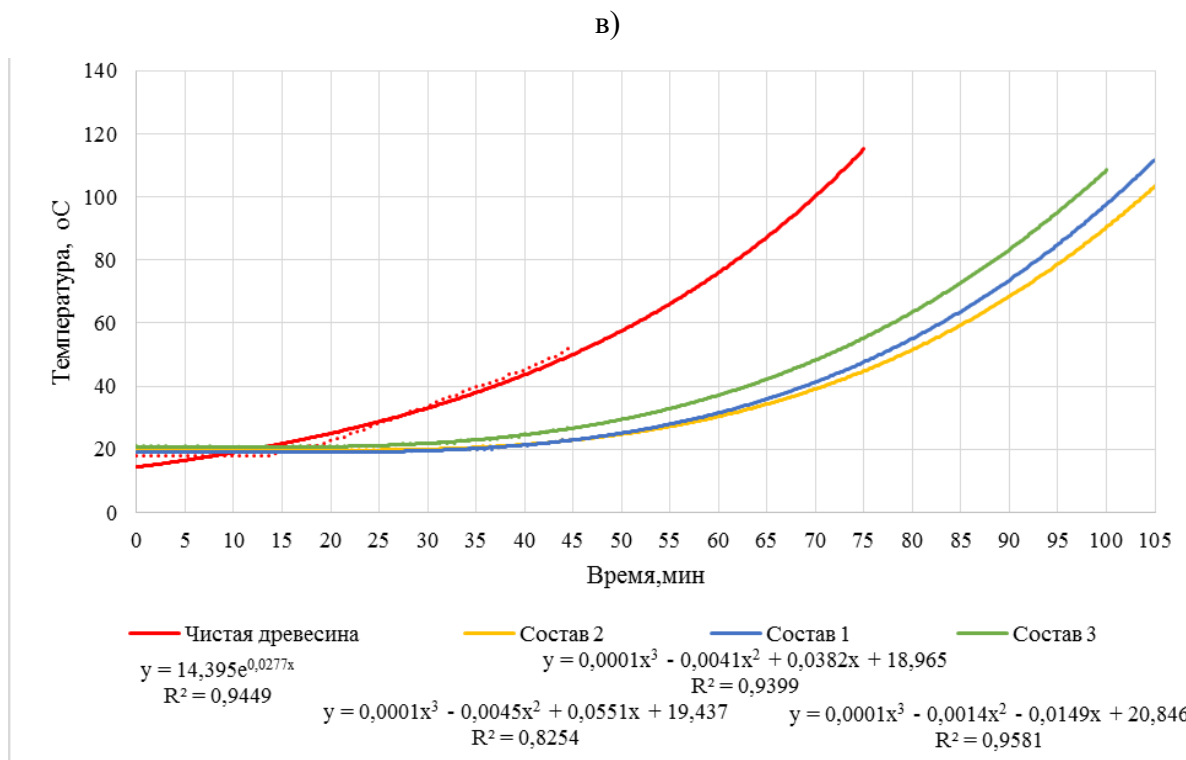 в)
140
120
100
80
60
40
20
0
Температура, оС
0 5 10 15 20 25 30 35 40 45 50 55 60 65 70 75 80 85 90 95 100 105
Время,мин
Чистая древесина Состав 2 Состав 1 Состав 3
y = 14,395e^0,0277x
R² = 0,9449
y = 0,0001x³ - 0,0041x² + 0,0382x + 18,965
R² = 0,9399
y = 0,0001x³ - 0,0045x² + 0,0551x + 19,437
R² = 0,8254
y = 0,0001x³ - 0,0014x² - 0,0149x + 20,846
R² = 0,9581